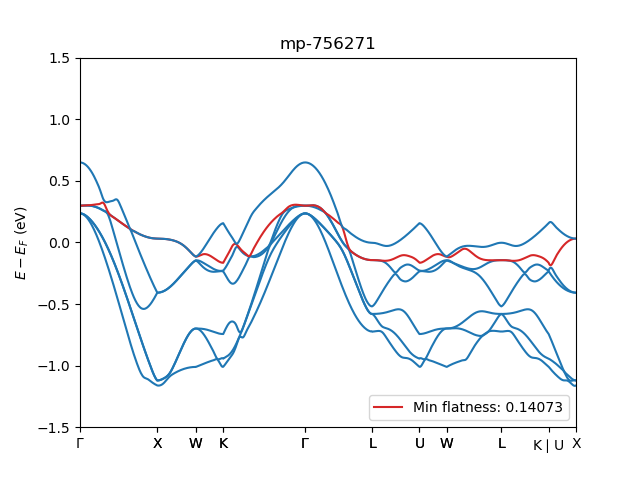 mp-756271
E − E_F (eV)
1.5
1.0
0.5
0.0
−0.5
−1.0
−1.5
Min flatness: 0.14073
Γ X W K Γ L U W L K | U X